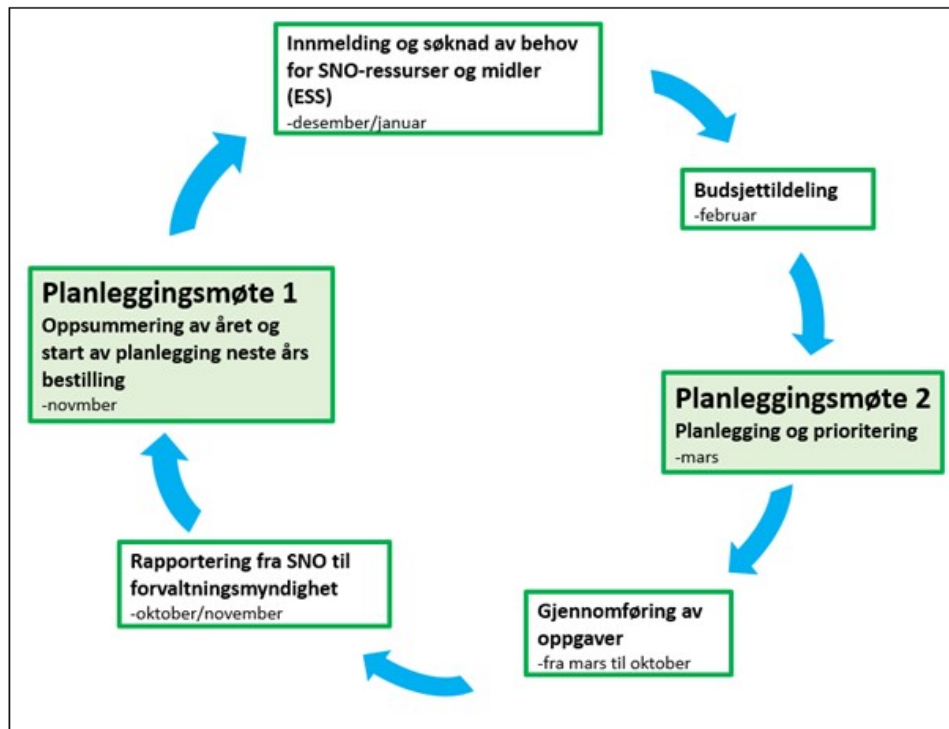 Innmelding og søknad av behov
for SNO-ressurser og midler
(ESS)
-desember/januar
Budsjettildeling
-februar
Planleggingsmøte 2
Planlegging og prioritering
-mars
Gjennomføring av
oppgaver
-fra mars til oktober
Rapportering fra SNO til
forvaltningsmyndighet
-oktober/november
Planleggingsmøte 1
Oppsummering av året og
start av planlegging neste års
bestilling
-novmber